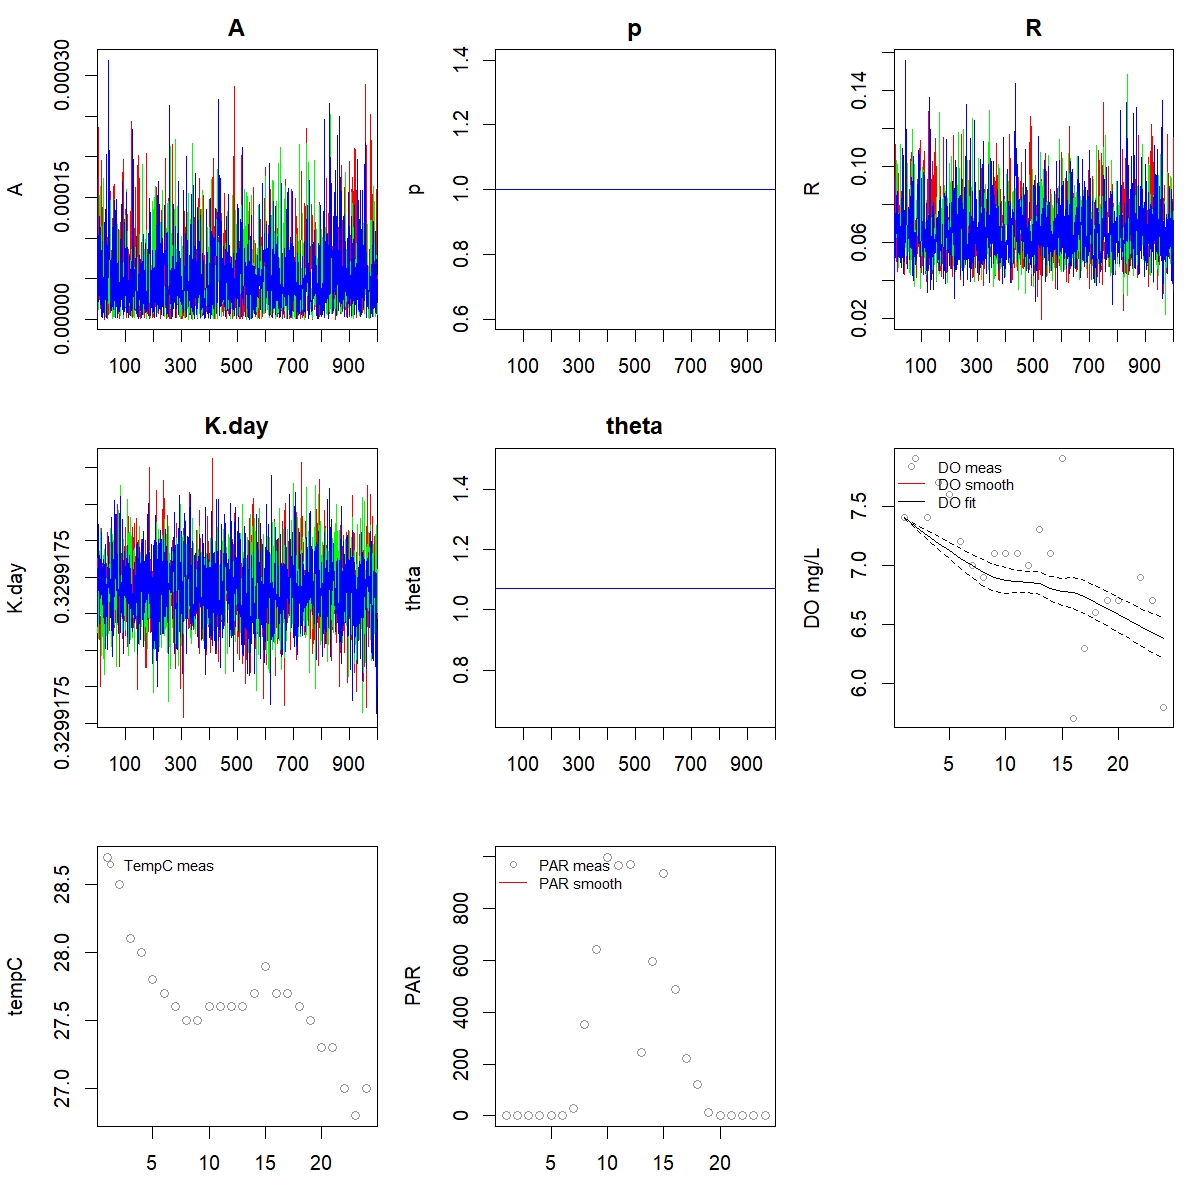 A
p
R
A
0.00000 0.00015 0.00030
100 300 500 700 900
p
0.6 0.8 1.0 1.2 1.4
100 300 500 700 900
R
0.02 0.06 0.10 0.14
100 300 500 700 900
K.day
theta
K.day
0.3299175 0.3299175
100 300 500 700 900
theta
0.8 1.0 1.2 1.4
100 300 500 700 900
DO mg/L
6.0 6.5 7.0 7.5
DO meas
DO smooth
DO fit
5 10 15 20
tempC
27.0 27.5 28.0 28.5
TempC meas
5 10 15 20
PAR
0 200 400 600 800
PAR meas
PAR smooth
5 10 15 20